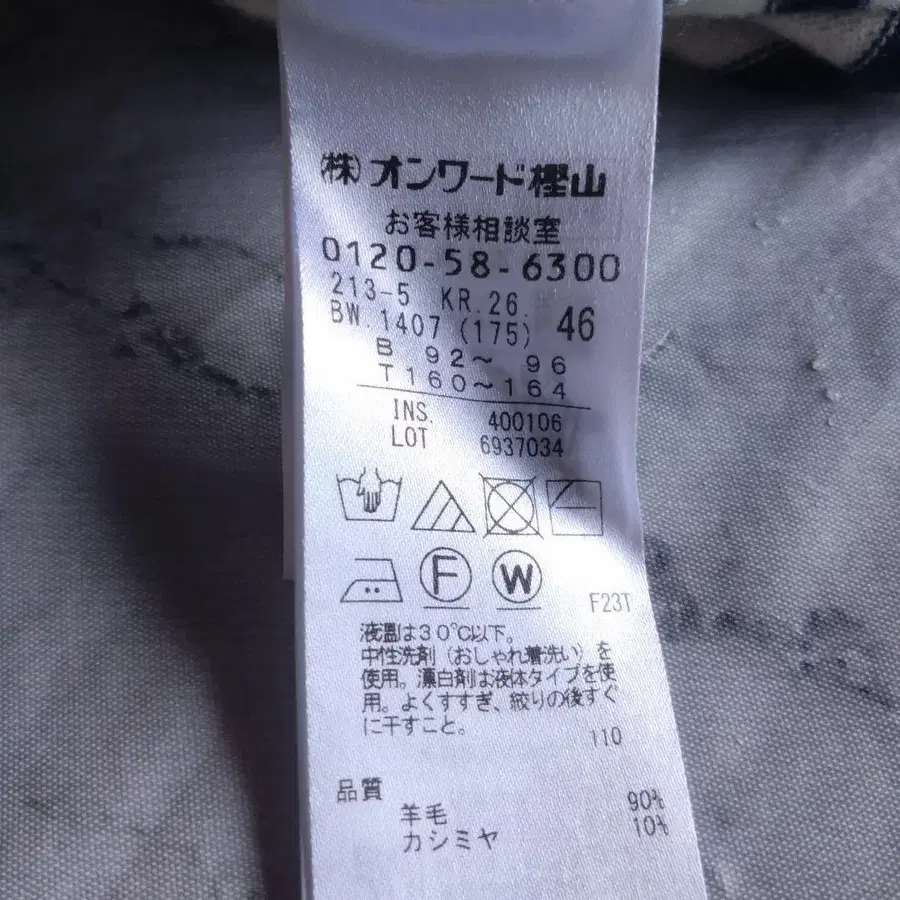 ㈱オンワード樫山
お客様相談室
0120-58-6300
213-5 KR.26.
BW.1407 (175) 46
B 92~ 96
T160~164
INS. 400106
LOT 6937034
F W
F23T
液温は30℃以下。
中性洗剤(おしゃれ着洗い)を
使用。漂白剤は液体タイプを使
用。よくすすぎ、絞りの後すぐ
に干すこと。
110
品質
羊毛 90%
カシミヤ 10%